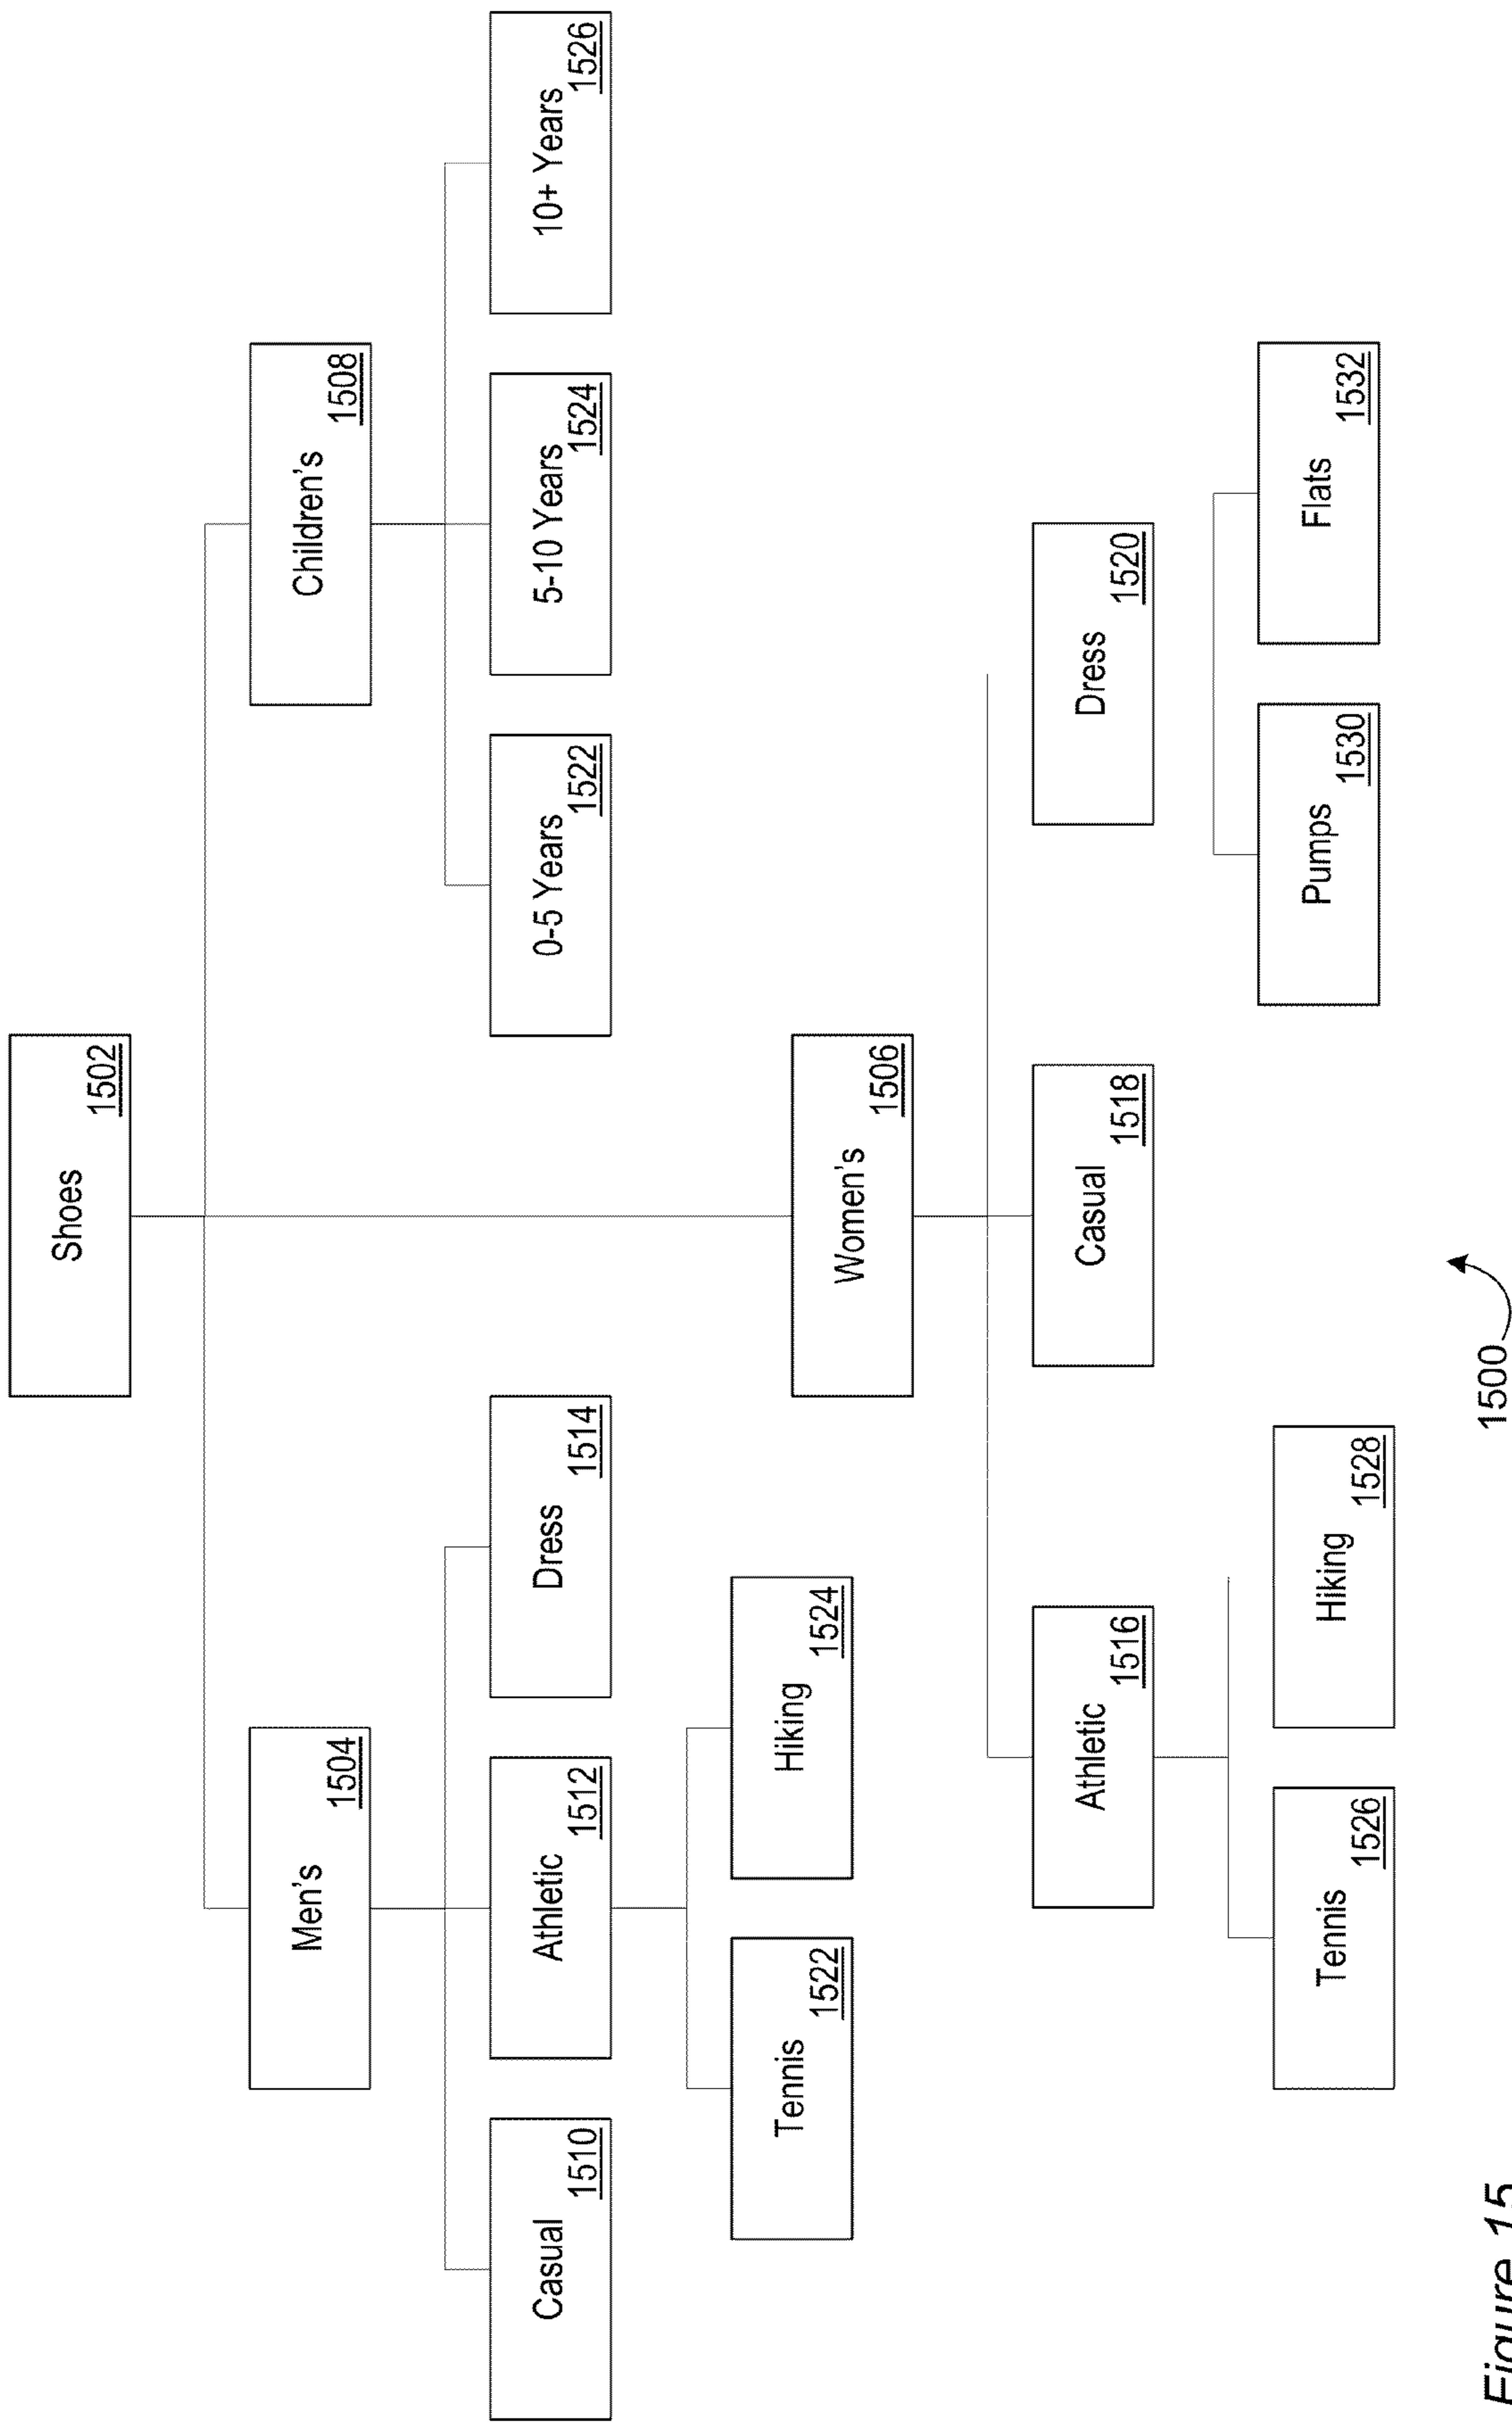 Shoes
1502
Men's
1504
Children's
1508
Casual
1510
Athletic
1512
Dress
1514
0-5 Years
1522
5-10 Years
1524
10+ Years
1526
Tennis
1522
Hiking
1524
Women's
1506
Athletic
1516
Casual
1518
Dress
1520
Tennis
1526
Hiking
1528
Pumps
1530
Flats
1532
1500
Figure 15